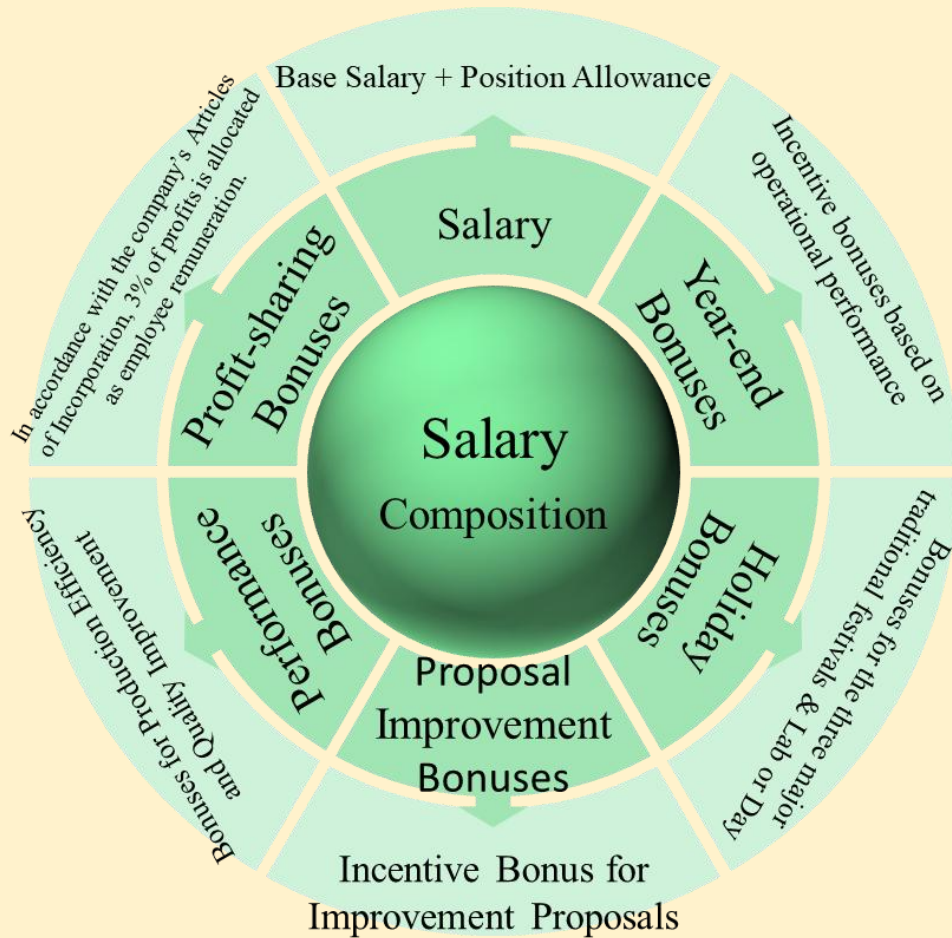 Salary
Composition
Base Salary + Position Allowance
Salary
Incentive bonuses based on
operational performance
Year-end
Bonuses
Bonuses for the three major
traditional festivals & Lab or Day
Holiday
Bonuses
Proposal
Improvement
Bonuses
Incentive Bonus for
Improvement Proposals
Performance
Bonuses
Bonuses for Production Efficiency
and Quality Improvement
Profit-sharing
Bonuses
In accordance with the company’s Articles
of Incorporation, 3% of profits is allocated
as employee remuneration.